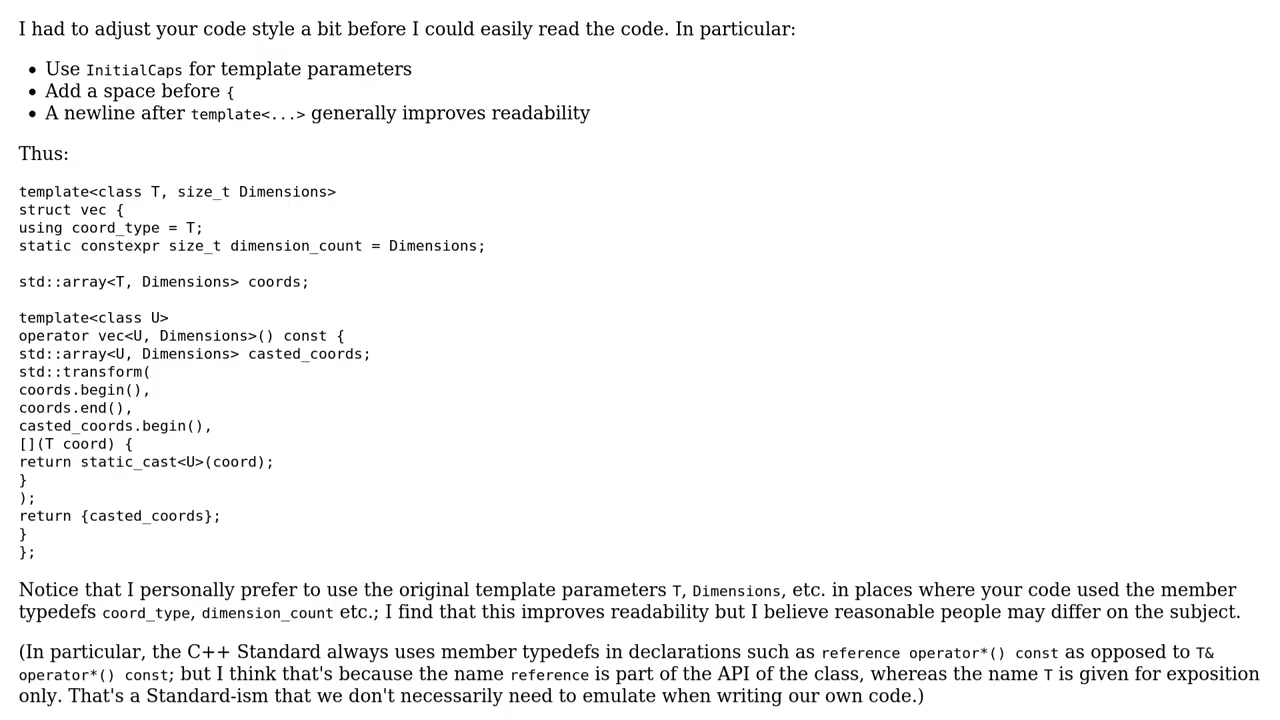 I had to adjust your code style a bit before I could easily read the code. In particular:
• Use InitialCaps for template parameters
• Add a space before {
• A newline after template<...> generally improves readability
Thus:
template<class T, size_t Dimensions>
struct vec {
using coord_type = T;
static constexpr size_t dimension_count = Dimensions;
std::array<T, Dimensions> coords;
template<class U>
operator vec<U, Dimensions>() const {
std::array<U, Dimensions> casted_coords;
std::transform(
coords.begin(),
coords.end(),
casted_coords.begin(),
[](T coord) {
return static_cast<U>(coord);
}
);
return {casted_coords};
}
};
Notice that I personally prefer to use the original template parameters T, Dimensions, etc. in places where your code used the member
typedefs coord_type, dimension_count etc.; I find that this improves readability but I believe reasonable people may differ on the subject.
(In particular, the C++ Standard always uses member typedefs in declarations such as reference operator*() const as opposed to T&
operator*() const; but I think that's because the name reference is part of the API of the class, whereas the name T is given for exposition
only. That's a Standard-ism that we don't necessarily need to emulate when writing our own code.)